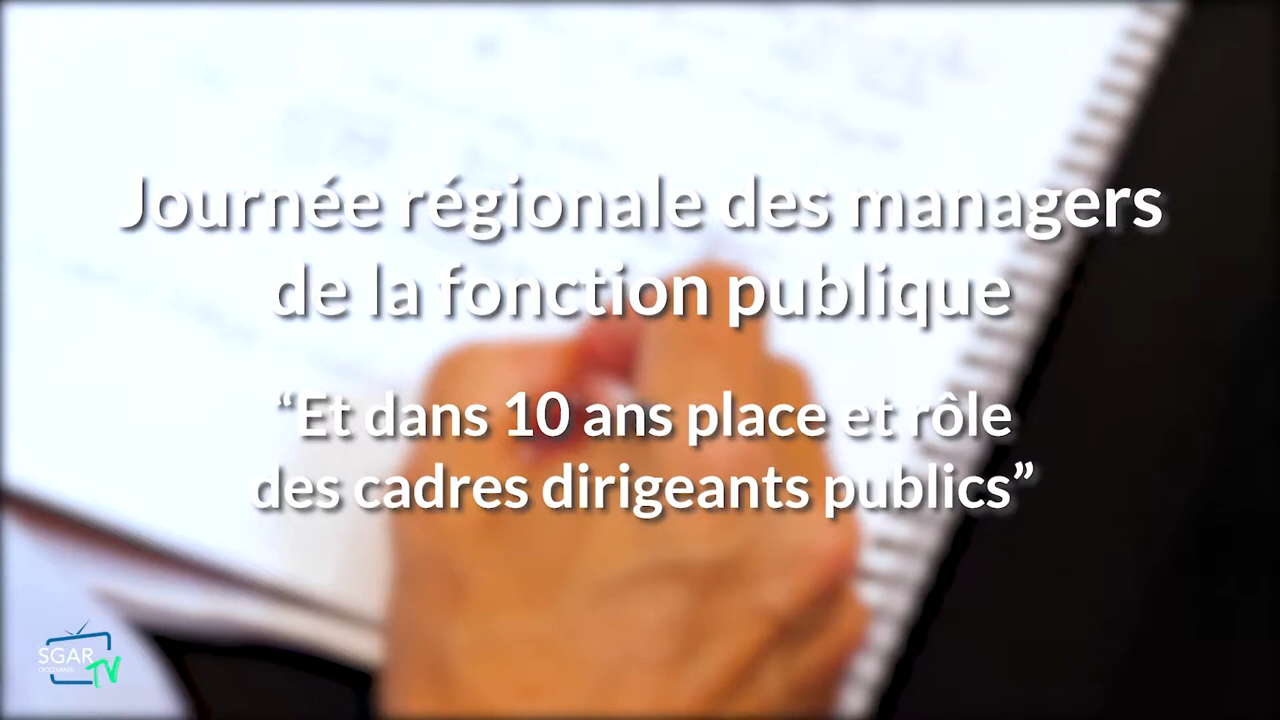 Journée régionale des managers
de la fonction publique
“Et dans 10 ans place et rôle
des cadres dirigeants publics”
SGAR
OCCITANIE
TV